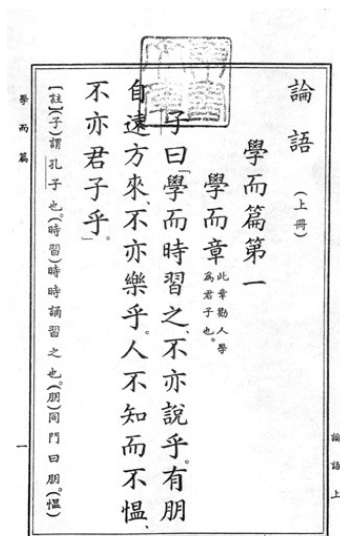 論語(上冊)
學而篇第一
學而章 此章勸人學
為君子也。
子曰「學而時習之、不亦說乎。有朋
自遠方來、不亦樂乎。人不知而不慍、
不亦君子乎。」
[註](子)謂孔子也。(時習)時時誦習之也。(朋)同門曰朋。(慍)
學而篇
一
論語上